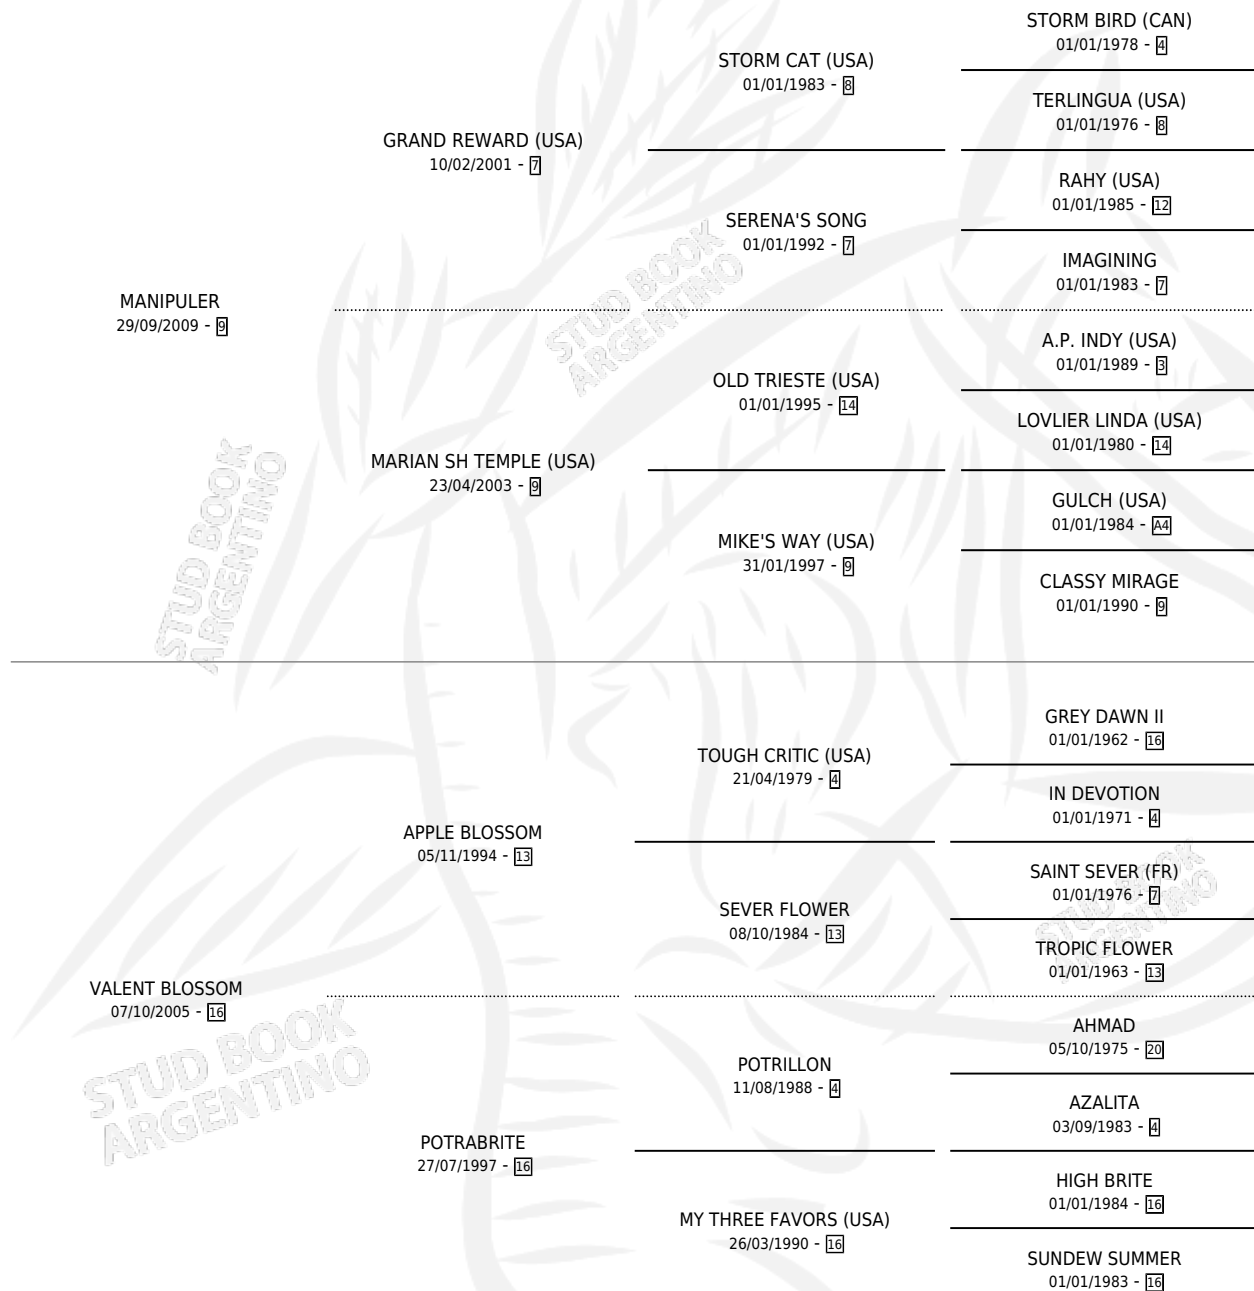 STORM BIRD (CAN)
01/01/1978 - 4
STORM CAT (USA)
01/01/1983 - 8
TERLINGUA (USA)
01/01/1976 - 8
GRAND REWARD (USA)
10/02/2001 - 7
RAHY (USA)
01/01/1985 - 12
SERENA'S SONG
01/01/1992 - 7
IMAGINING
01/01/1983 - 7
MANIPULER
29/09/2009 - 9
A.P. INDY (USA)
01/01/1989 - 3
OLD TRIESTE (USA)
01/01/1995 - 14
LOVLIER LINDA (USA)
01/01/1980 - 14
MARIAN SH TEMPLE (USA)
23/04/2003 - 9
GULCH (USA)
01/01/1984 - A4
MIKE'S WAY (USA)
31/01/1997 - 9
CLASSY MIRAGE
01/01/1990 - 9
GREY DAWN II
01/01/1962 - 16
TOUGH CRITIC (USA)
21/04/1979 - 4
IN DEVOTION
01/01/1971 - 4
APPLE BLOSSOM
05/11/1994 - 13
SAINT SEVER (FR)
01/01/1976 - 7
SEVER FLOWER
08/10/1984 - 13
TROPIC FLOWER
01/01/1963 - 13
VALENT BLOSSOM
07/10/2005 - 16
AHMAD
05/10/1975 - 20
POTRILLON
11/08/1988 - 4
AZALITA
03/09/1983 - 4
POTRABRITE
27/07/1997 - 16
HIGH BRITE
01/01/1984 - 16
MY THREE FAVORS (USA)
26/03/1990 - 16
SUNDEW SUMMER
01/01/1983 - 16
STUD BOOK
ARGENTINO
STUD BOOK
ARGENTINO
STUD BOOK
ARGENTINO
STUD BOOK
ARGENTINO